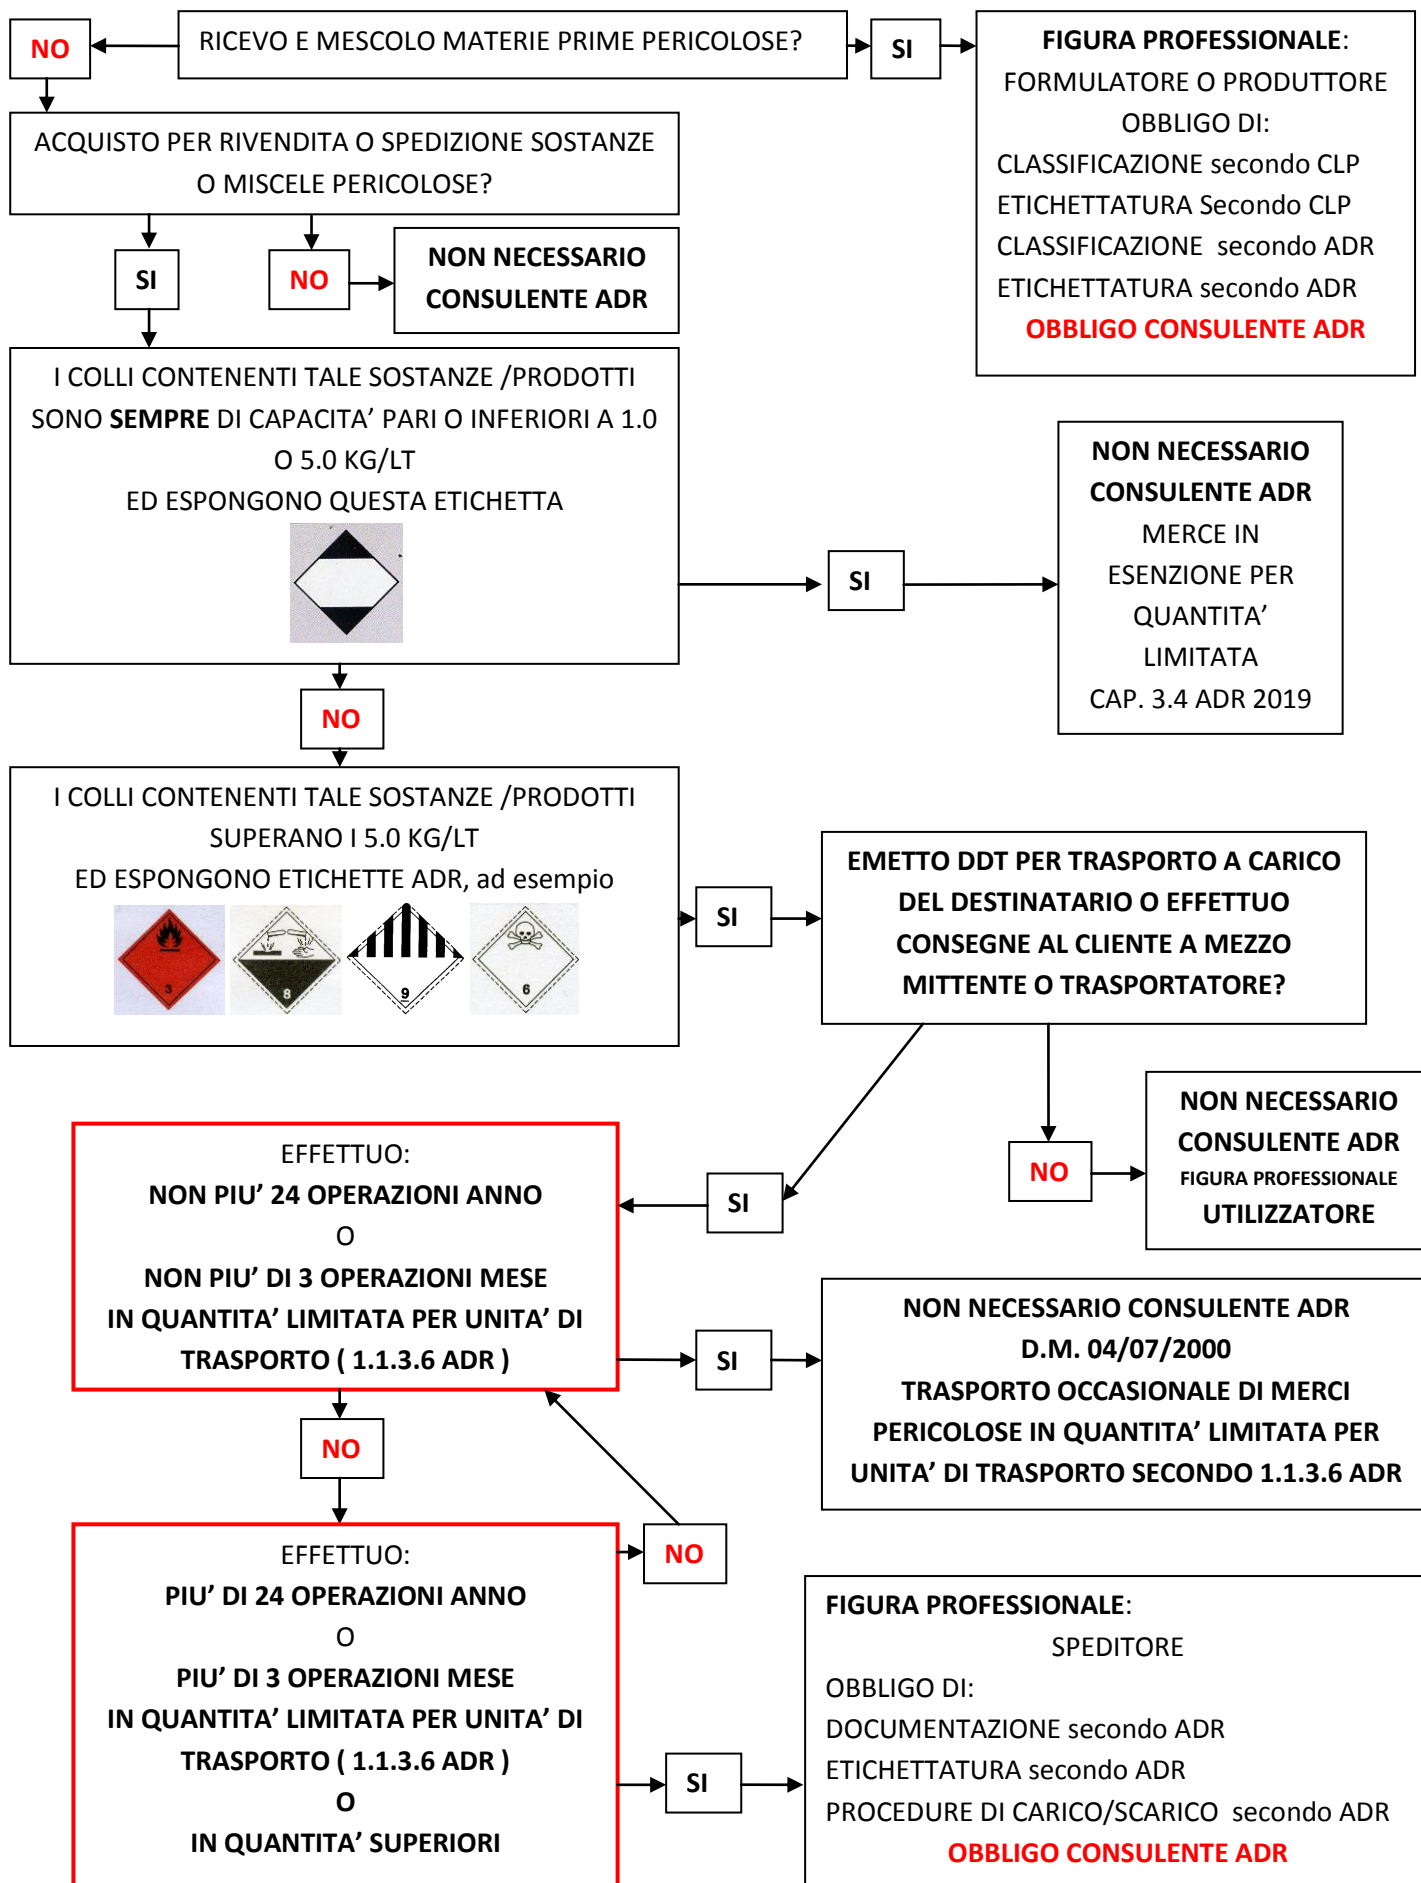 RICEVO E MESCOLO MATERIE PRIME PERICOLOSE?
NO
SI
FIGURA PROFESSIONALE:
FORMULATORE O PRODUTTORE
OBBLIGO DI:
CLASSIFICAZIONE secondo CLP
ETICHETTATURA Secondo CLP
CLASSIFICAZIONE secondo ADR
ETICHETTATURA secondo ADR
OBBLIGO CONSULENTE ADR
ACQUISTO PER RIVENDITA O SPEDIZIONE SOSTANZE
O MISCELE PERICOLOSE?
SI
NO
NON NECESSARIO
CONSULENTE ADR
I COLLI CONTENENTI TALE SOSTANZE /PRODOTTI
SONO SEMPRE DI CAPACITA’ PARI O INFERIORI A 1.0
O 5.0 KG/LT
ED ESPONGONO QUESTA ETICHETTA
SI
NON NECESSARIO
CONSULENTE ADR
MERCE IN
ESENZIONE PER
QUANTITA’
LIMITATA
CAP. 3.4 ADR 2019
NO
I COLLI CONTENENTI TALE SOSTANZE /PRODOTTI
SUPERANO I 5.0 KG/LT
ED ESPONGONO ETICHETTE ADR, ad esempio
3
8
9
6
SI
EMETTO DDT PER TRASPORTO A CARICO
DEL DESTINATARIO O EFFETTUO
CONSEGNE AL CLIENTE A MEZZO
MITTENTE O TRASPORTATORE?
NO
NON NECESSARIO
CONSULENTE ADR
FIGURA PROFESSIONALE
UTILIZZATORE
SI
EFFETTUO:
NON PIU’ 24 OPERAZIONI ANNO
O
NON PIU’ DI 3 OPERAZIONI MESE
IN QUANTITA’ LIMITATA PER UNITA’ DI
TRASPORTO ( 1.1.3.6 ADR )
SI
NON NECESSARIO CONSULENTE ADR
D.M. 04/07/2000
TRASPORTO OCCASIONALE DI MERCI
PERICOLOSE IN QUANTITA’ LIMITATA PER
UNITA’ DI TRASPORTO SECONDO 1.1.3.6 ADR
NO
NO
EFFETTUO:
PIU’ DI 24 OPERAZIONI ANNO
O
PIU’ DI 3 OPERAZIONI MESE
IN QUANTITA’ LIMITATA PER UNITA’ DI
TRASPORTO ( 1.1.3.6 ADR )
O
IN QUANTITA’ SUPERIORI
SI
FIGURA PROFESSIONALE:
SPEDITORE
OBBLIGO DI:
DOCUMENTAZIONE secondo ADR
ETICHETTATURA secondo ADR
PROCEDURE DI CARICO/SCARICO secondo ADR
OBBLIGO CONSULENTE ADR